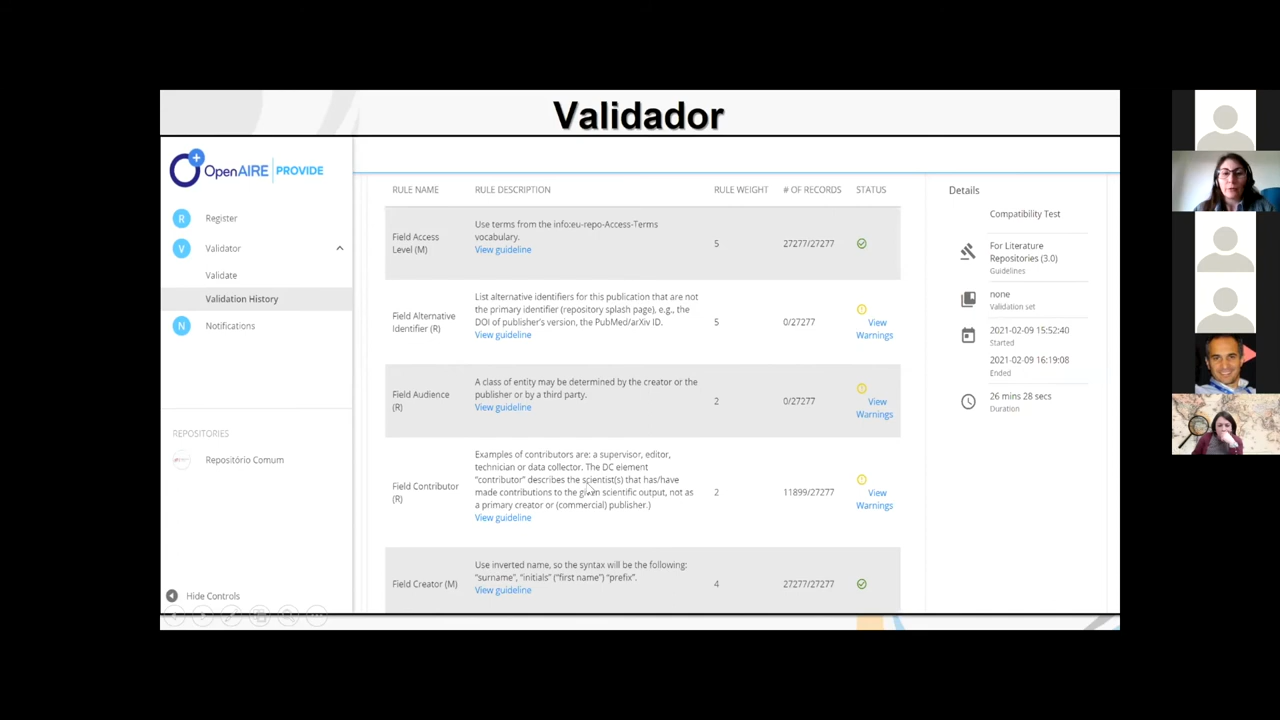 Validador
OpenAIRE | PROVIDE
Register
Validator
Validate
Validation History
Notifications
REPOSITORIES
Repositório Comum
Hide Controls
RULE NAME RULE DESCRIPTION RULE WEIGHT # OF RECORDS STATUS
Field Access
Level (M)
Use terms from the info:eu-repo-Access-Terms
vocabulary.
View guideline
5
27277/27277
Field Alternative
Identifier (R)
List alternative identifiers for this publication that are not
the primary identifier (repository splash page), e.g., the
DOI of publisher's version, the PubMed/arXiv ID.
View guideline
5
0/27277
View
Warnings
Field Audience
(R)
A class of entity may be determined by the creator or the
publisher or by a third party.
View guideline
2
0/27277
View
Warnings
Field Contributor
(R)
Examples of contributors are: a supervisor, editor,
technician or data collector. The DC element
"contributor" describes the scientist(s) that has/have
made contributions to the given scientific output, not as
a primary creator or (commercial) publisher.)
View guideline
2
11899/27277
View
Warnings
Field Creator (M)
Use inverted name, so the syntax will be the following:
"surname", "initials" ("first name") "prefix".
View guideline
4
27277/27277
Details
Compatibility Test
For Literature
Repositories (3.0)
Guidelines
none
Validation set
2021-02-09 15:52:40
Started
2021-02-09 16:19:08
Ended
26 mins 28 secs
Duration
R
V
N